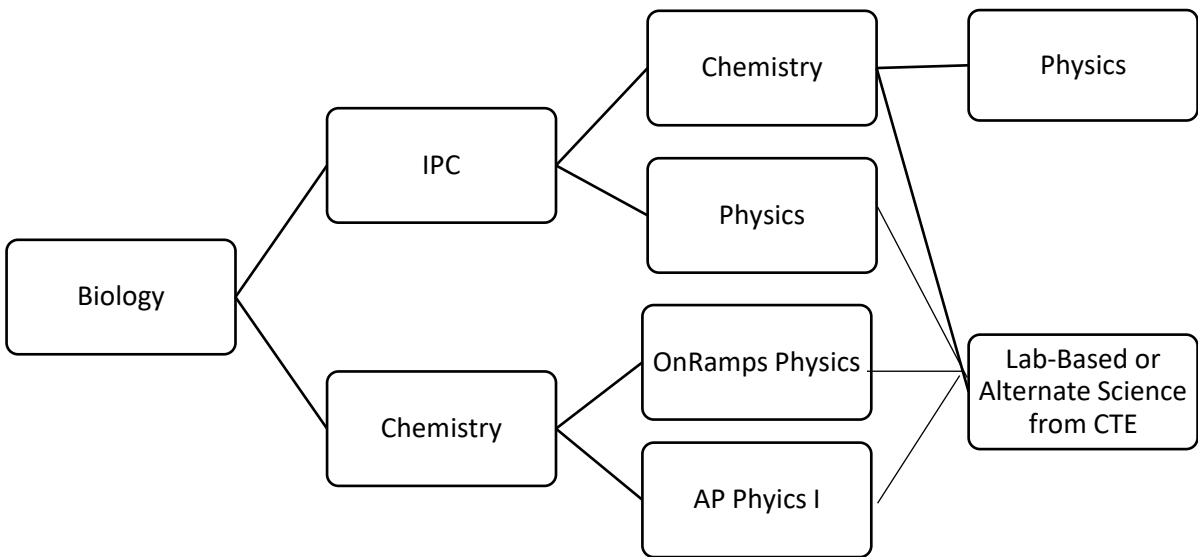 Biology
IPC
Chemistry
Chemistry
Physics
OnRamps Physics
AP Phyics I
Physics
Lab-Based or
Alternate Science
from CTE